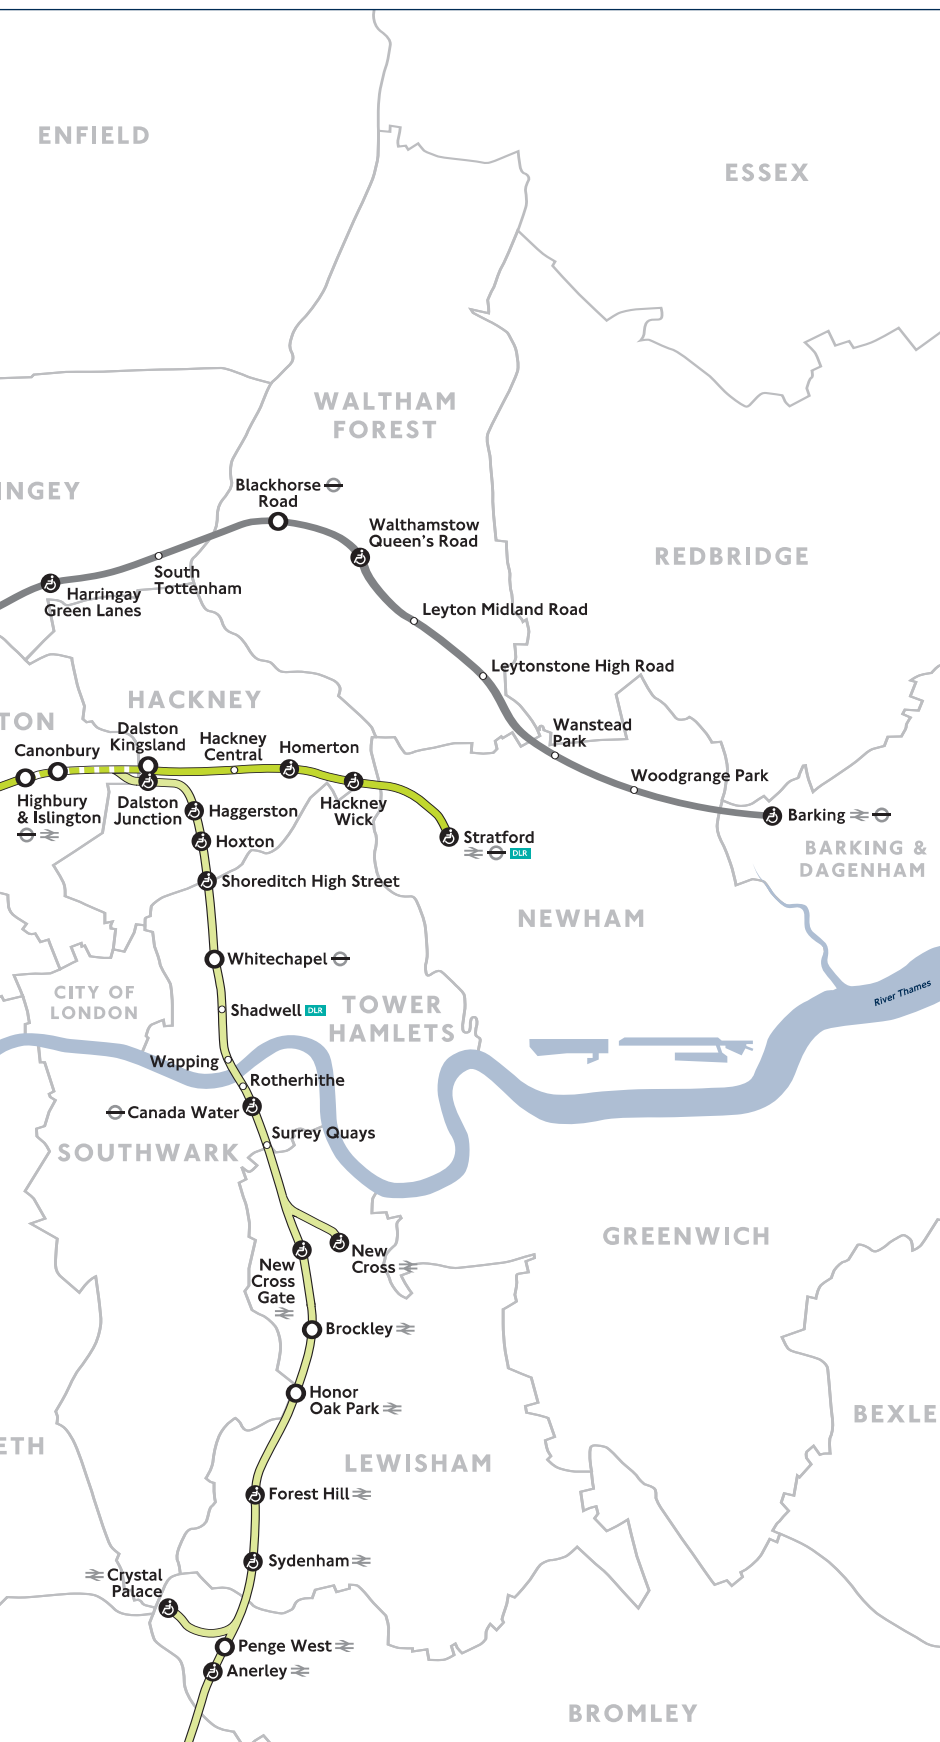 ENFIELD
ESSEX
WALTHAM
FOREST
INGEY
Blackhorse
Road
Walthamstow
Queen's Road
REDBRIDGE
South
Tottenham
Harringay
Green Lanes
Leyton Midland Road
Leytonstone High Road
HACKNEY
TON
Wanstead
Park
Dalston
Kingsland
Hackney
Central
Homerton
Canonbury
Woodgrange Park
Highbury
& Islington
Dalston
Junction
Haggerston
Hackney
Wick
Barking
Stratford
DLR
Hoxton
BARKING &
DAGENHAM
Shoreditch High Street
NEWHAM
Whitechapel
CITY OF
LONDON
Shadwell DLR
TOWER
HAMLETS
River Thames
Wapping
Rotherhithe
Canada Water
Surrey Quays
SOUTHWARK
GREENWICH
New
Cross
New
Cross
Gate
Brockley
Honor
Oak Park
BEXLE
ETH
LEWISHAM
Forest Hill
Sydenham
Crystal
Palace
Penge West
Anerley
BROMLEY